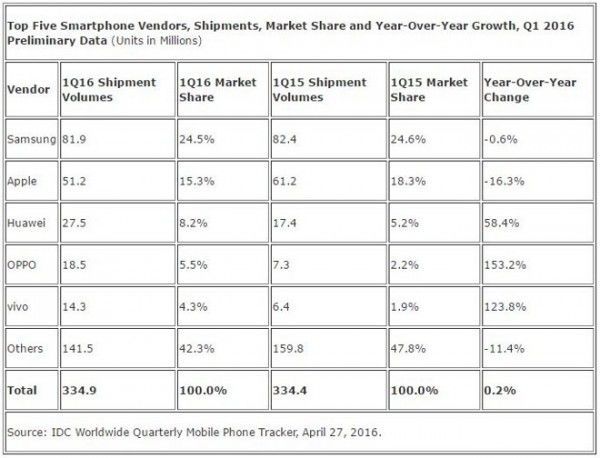 Top Five Smartphone Vendors, Shipments, Market Share and Year-Over-Year Growth, Q1 2016
Preliminary Data (Units in Millions)
Vendor 1Q16 Shipment Volumes 1Q16 Market Share 1Q15 Shipment Volumes 1Q15 Market Share Year-Over-Year Change
Samsung 81.9 24.5% 82.4 24.6% -0.6%
Apple 51.2 15.3% 61.2 18.3% -16.3%
Huawei 27.5 8.2% 17.4 5.2% 58.4%
OPPO 18.5 5.5% 7.3 2.2% 153.2%
vivo 14.3 4.3% 6.4 1.9% 123.8%
Others 141.5 42.3% 159.8 47.8% -11.4%
Total 334.9 100.0% 334.4 100.0% 0.2%
Source: IDC Worldwide Quarterly Mobile Phone Tracker, April 27, 2016.